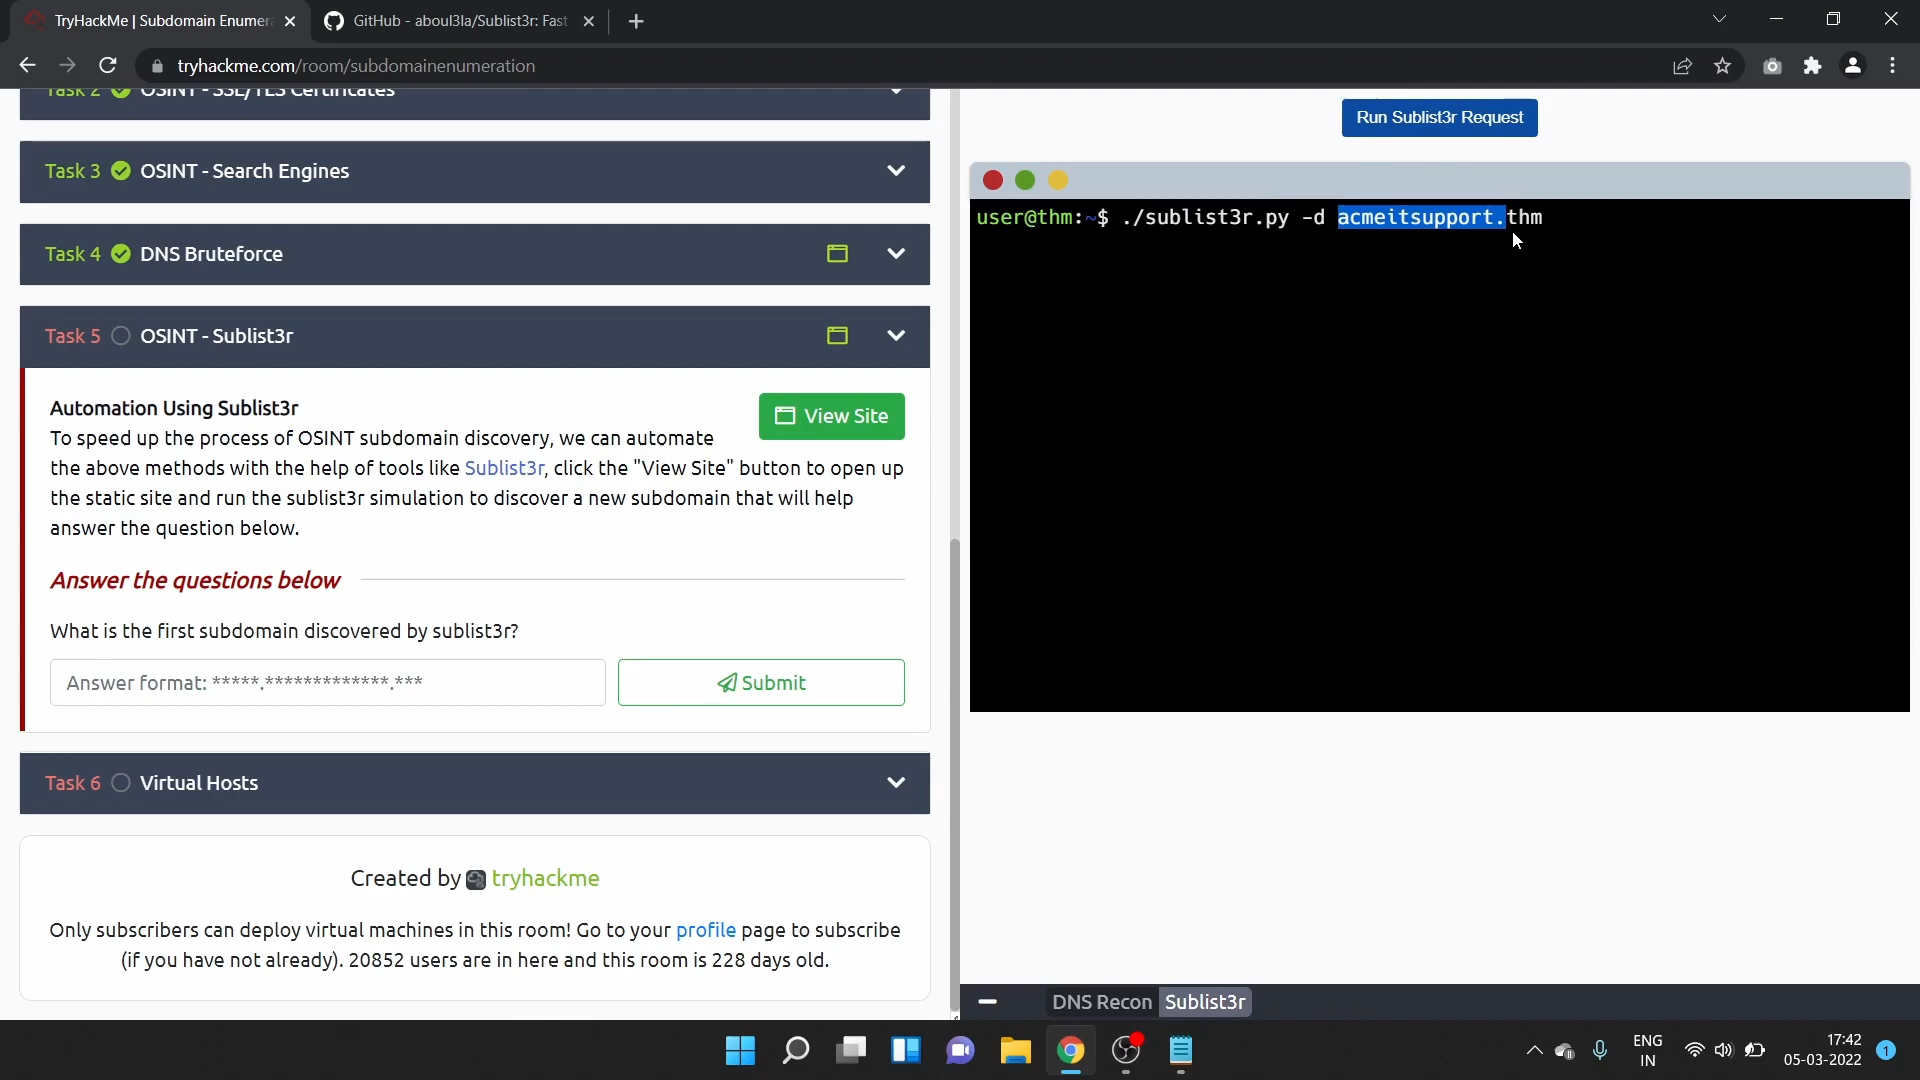 TryHackMe | Subdomain Enumer
GitHub - aboul3la/Sublist3r: Fast
tryhackme.com/room/subdomainenumeration
Task 2 OSINT - SSL/TLS Certificates
Task 3 OSINT - Search Engines
Task 4 DNS Bruteforce
Task 5 OSINT - Sublist3r
Automation Using Sublist3r
View Site
To speed up the process of OSINT subdomain discovery, we can automate
the above methods with the help of tools like Sublist3r, click the "View Site" button to open up
the static site and run the sublist3r simulation to discover a new subdomain that will help
answer the question below.
Answer the questions below
What is the first subdomain discovered by sublist3r?
Answer format: *****.*************.***
Submit
Task 6 Virtual Hosts
Created by tryhackme
Only subscribers can deploy virtual machines in this room! Go to your profile page to subscribe
(if you have not already). 20852 users are in here and this room is 228 days old.
Run Sublist3r Request
user@thm:~$ ./sublist3r.py -d acmeitsupport.thm
DNS Recon Sublist3r
ENG
IN
17:42
05-03-2022
1